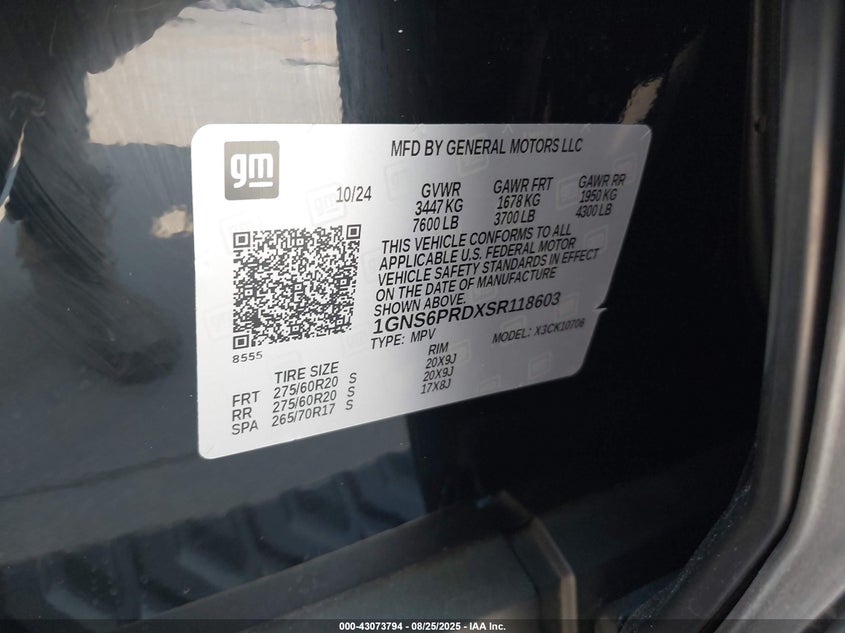 gm
MFD BY GENERAL MOTORS LLC
10/24
GVWR
3447 KG
7600 LB
GAWR FRT
1678 KG
3700 LB
GAWR RR
1950 KG
4300 LB
THIS VEHICLE CONFORMS TO ALL
APPLICABLE U.S. FEDERAL MOTOR
VEHICLE SAFETY STANDARDS IN EFFECT
ON THE DATE OF MANUFACTURE
SHOWN ABOVE.
1GNS6PRDXSR118603
TYPE: MPV
MODEL: X3CK10706
8555
TIRE SIZE
RIM
FRT 275/60R20 S 20X9J
RR 275/60R20 S 20X9J
SPA 265/70R17 S 17X8J
000-43073794 - 08/25/2025 - IAA Inc.